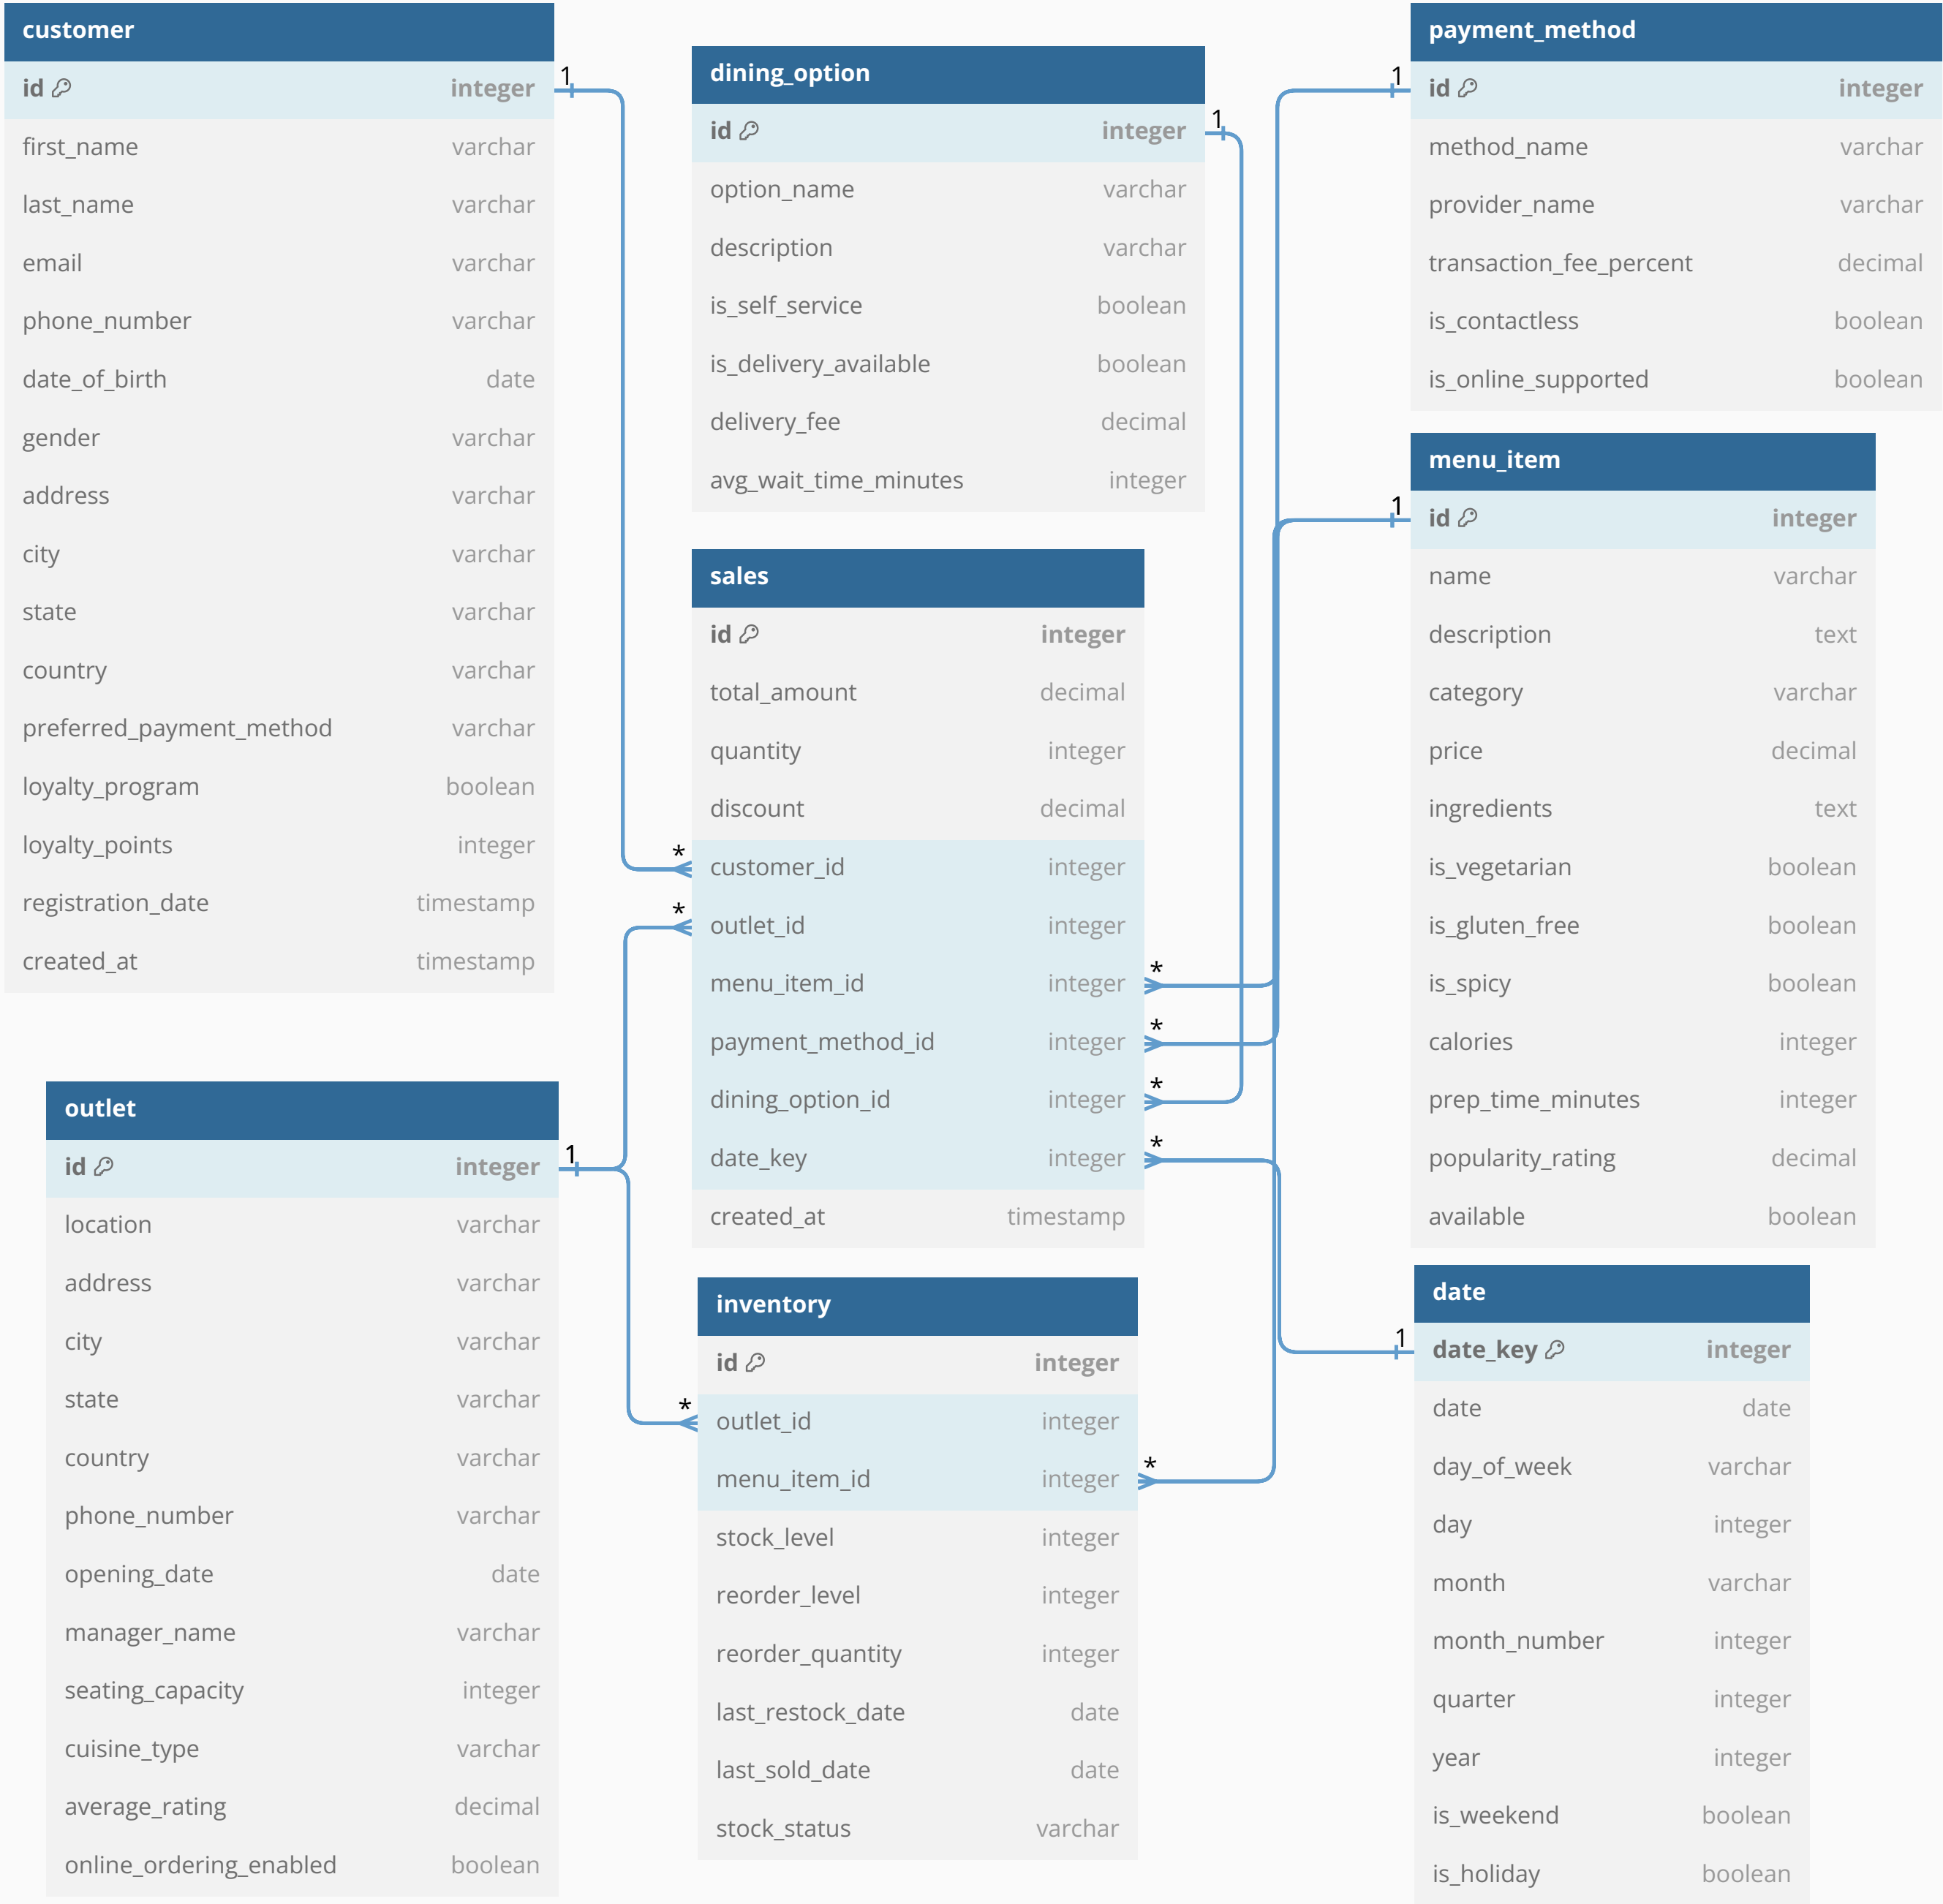 customer
id integer
first_name varchar
last_name varchar
email varchar
phone_number varchar
date_of_birth date
gender varchar
address varchar
city varchar
state varchar
country varchar
preferred_payment_method varchar
loyalty_program boolean
loyalty_points integer
registration_date timestamp
created_at timestamp
1
dining_option
id integer
option_name varchar
description varchar
is_self_service boolean
is_delivery_available boolean
delivery_fee decimal
avg_wait_time_minutes integer
1
payment_method
id integer
method_name varchar
provider_name varchar
transaction_fee_percent decimal
is_contactless boolean
is_online_supported boolean
1
sales
id integer
total_amount decimal
quantity integer
discount decimal
* customer_id integer
* outlet_id integer
menu_item_id integer *
payment_method_id integer *
dining_option_id integer *
date_key integer *
created_at timestamp
menu_item
1
id integer
name varchar
description text
category varchar
price decimal
ingredients text
is_vegetarian boolean
is_gluten_free boolean
is_spicy boolean
calories integer
prep_time_minutes integer
popularity_rating decimal
available boolean
outlet
id integer
1
location varchar
address varchar
city varchar
state varchar
country varchar
phone_number varchar
opening_date date
manager_name varchar
seating_capacity integer
cuisine_type varchar
average_rating decimal
online_ordering_enabled boolean
inventory
id integer
* outlet_id integer
menu_item_id integer *
stock_level integer
reorder_level integer
reorder_quantity integer
last_restock_date date
last_sold_date date
stock_status varchar
date
1
date_key integer
date date
day_of_week varchar
day integer
month varchar
month_number integer
quarter integer
year integer
is_weekend boolean
is_holiday boolean